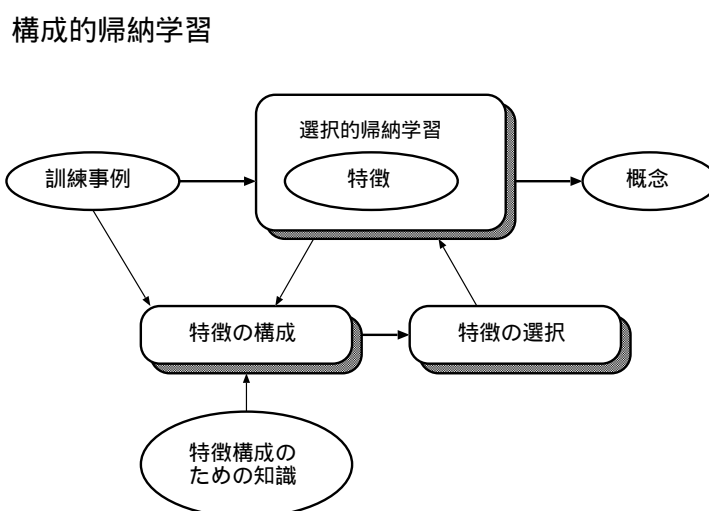 構成的帰納学習
選択的帰納学習
訓練事例
特徴
概念
特徴の構成
特徴の選択
特徴構成の
ための知識